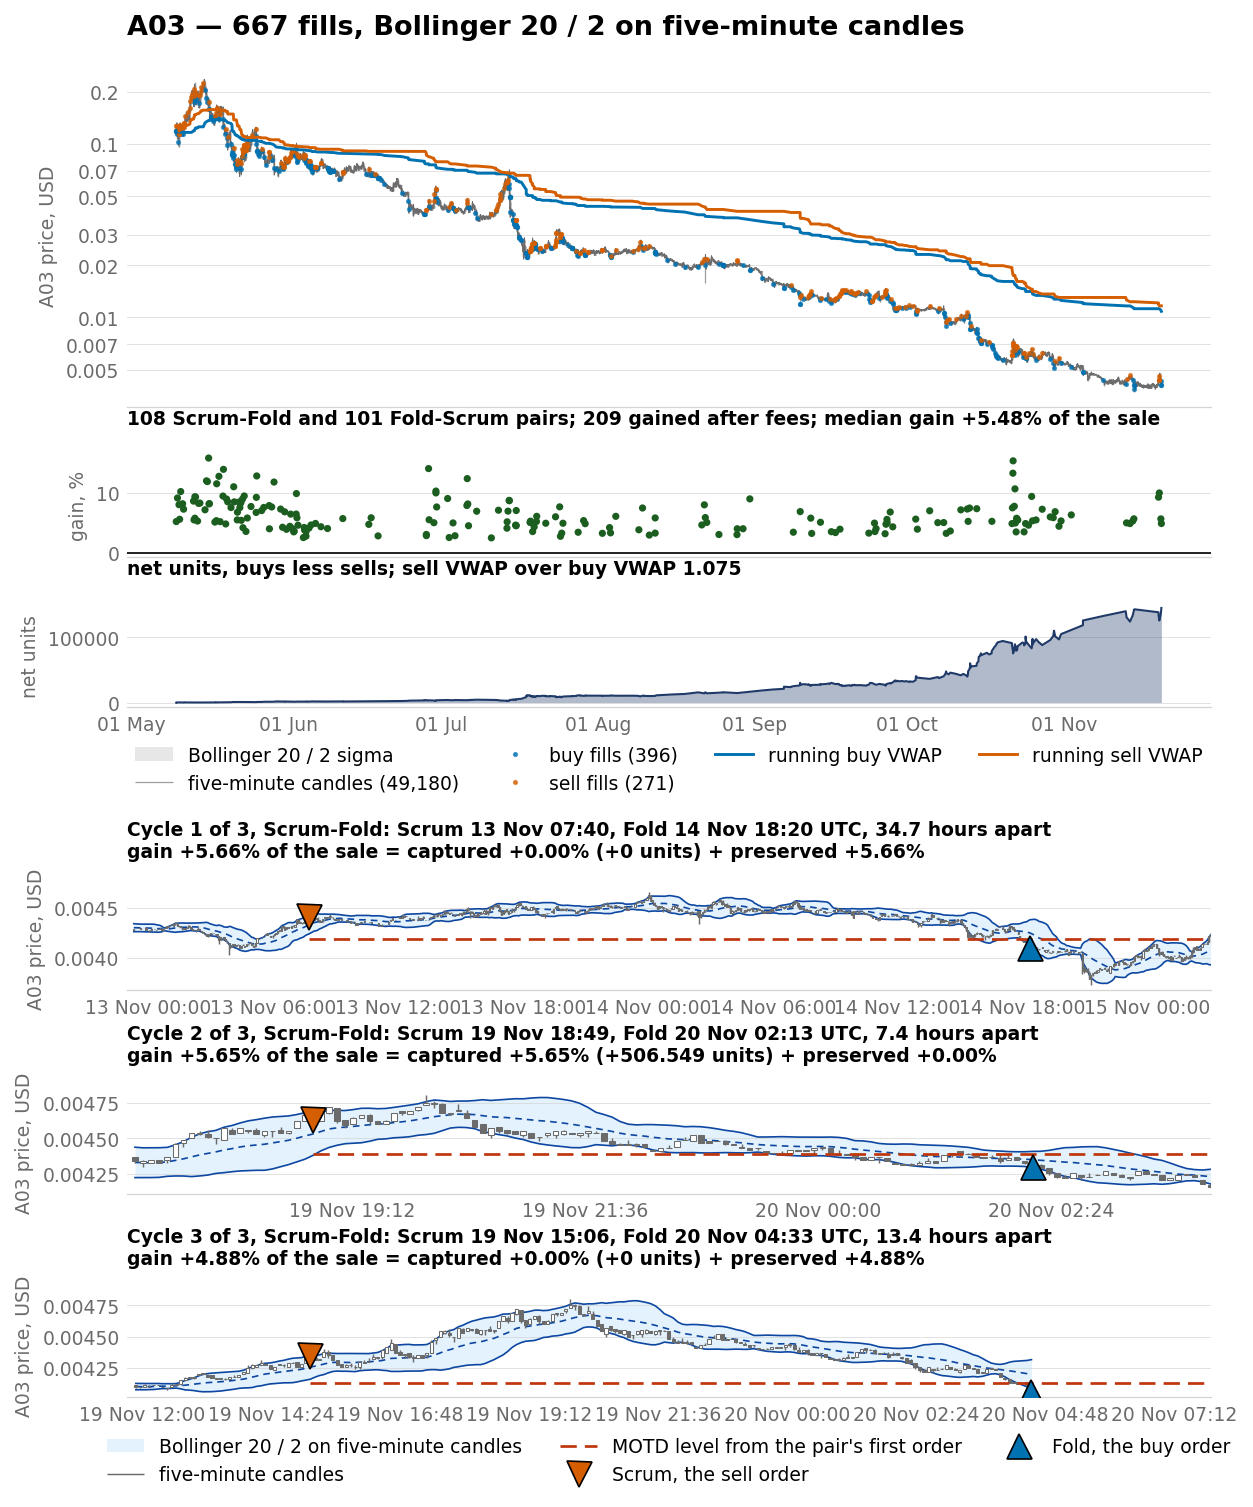 A03 — 667 fills, Bollinger 20 / 2 on five-minute candles
A03 price, USD
0.2
0.1
0.07
0.05
0.03
0.02
0.01
0.007
0.005
108 Scrum-Fold and 101 Fold-Scrum pairs; 209 gained after fees; median gain +5.48% of the sale
gain, %
10
0
net units, buys less sells; sell VWAP over buy VWAP 1.075
net units
100000
0
01 May 01 Jun 01 Jul 01 Aug 01 Sep 01 Oct 01 Nov
Bollinger 20 / 2 sigma buy fills (396) running buy VWAP running sell VWAP
five-minute candles (49,180) sell fills (271)
Cycle 1 of 3, Scrum-Fold: Scrum 13 Nov 07:40, Fold 14 Nov 18:20 UTC, 34.7 hours apart
gain +5.66% of the sale = captured +0.00% (+0 units) + preserved +5.66%
A03 price, USD
0.0045
0.0040
13 Nov 00:00 13 Nov 06:00 13 Nov 12:00 13 Nov 18:00 14 Nov 00:00 14 Nov 06:00 14 Nov 12:00 14 Nov 18:00 15 Nov 00:00
Cycle 2 of 3, Scrum-Fold: Scrum 19 Nov 18:49, Fold 20 Nov 02:13 UTC, 7.4 hours apart
gain +5.65% of the sale = captured +5.65% (+506.549 units) + preserved +0.00%
A03 price, USD
0.00475
0.00450
0.00425
19 Nov 19:12 19 Nov 21:36 20 Nov 00:00 20 Nov 02:24
Cycle 3 of 3, Scrum-Fold: Scrum 19 Nov 15:06, Fold 20 Nov 04:33 UTC, 13.4 hours apart
gain +4.88% of the sale = captured +0.00% (+0 units) + preserved +4.88%
A03 price, USD
0.00475
0.00450
0.00425
19 Nov 12:00 19 Nov 14:24 19 Nov 16:48 19 Nov 19:12 19 Nov 21:36 20 Nov 00:00 20 Nov 02:24 20 Nov 04:48 20 Nov 07:12
Bollinger 20 / 2 on five-minute candles MOTD level from the pair's first order Fold, the buy order
five-minute candles Scrum, the sell order